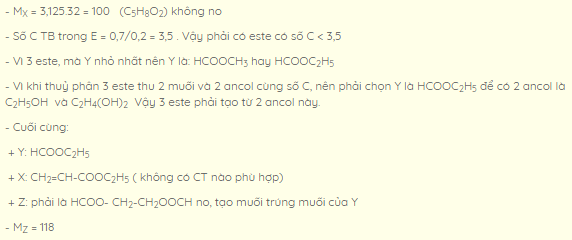 - Mₓ = 3,125.32 = 100 (C₅H₈O₂) không no
- Số C TB trong E = 0,7/0,2 = 3,5 . Vậy phải có este có số C < 3,5
- Vì 3 este, mà Y nhỏ nhất nên Y là: HCOOCH₃ hay HCOOC₂H₅
- Vì khi thuỷ phân 3 este thu 2 muối và 2 ancol cùng số C, nên phải chọn Y là HCOOC₂H₅ để có 2 ancol là
C₂H₅OH và C₂H₄(OH)₂ Vậy 3 este phải tạo từ 2 ancol này.
- Cuối cùng:
+ Y: HCOOC₂H₅
+ X: CH₂=CH-COOC₂H₅ ( không có CT nào phù hợp)
+ Z: phải là HCOO- CH₂-CH₂OOCH no, tạo muối trùng muối của Y
- M_Z = 118